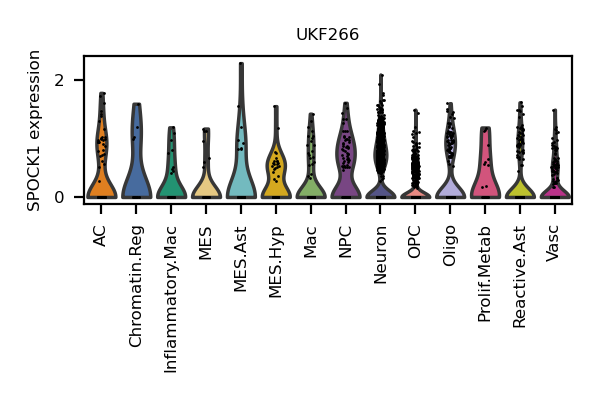 UKF266
SPOCK1 expression
2
0
AC
Chromatin.Reg
Inflammatory.Mac
MES
MES.Ast
MES.Hyp
Mac
NPC
Neuron
OPC
Oligo
Prolif.Metab
Reactive.Ast
Vasc